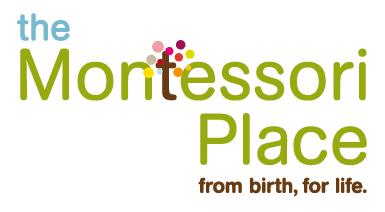 the
Montessori
Place
from birth, for life.